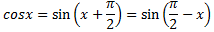 cosx = sin(x + π/2) = sin(π/2 − x)